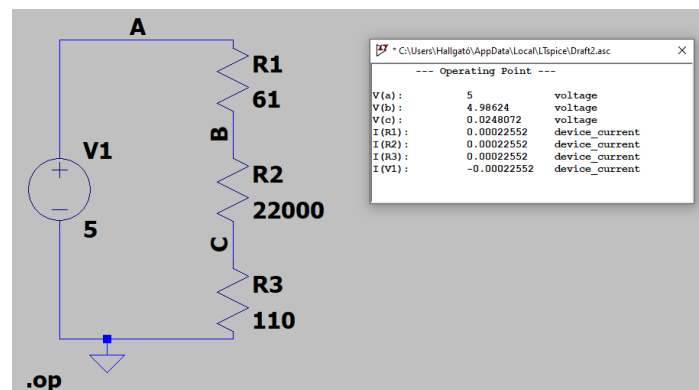 A
R1
61
B
V1
R2
22000
5
C
R3
110
.op
* C:\Users\Hallgató\AppData\Local\LTspice\Draft2.asc
--- Operating Point ---
V(a): 5 voltage
V(b): 4.98624 voltage
V(c): 0.0248072 voltage
I(R1): 0.00022552 device_current
I(R2): 0.00022552 device_current
I(R3): 0.00022552 device_current
I(V1): -0.00022552 device_current